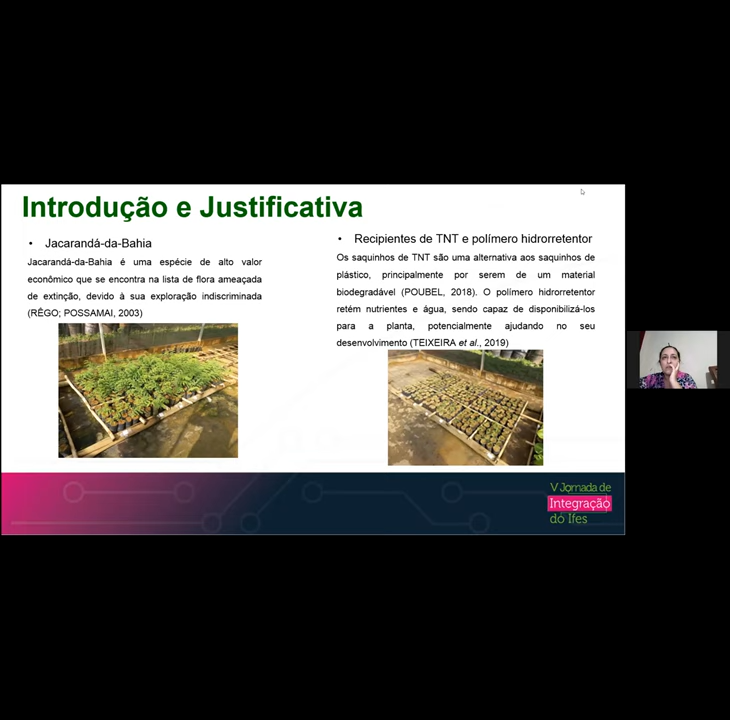 Introdução e Justificativa
• Jacarandá-da-Bahia
Jacarandá-da-Bahia é uma espécie de alto valor
econômico que se encontra na lista de flora ameaçada
de extinção, devido à sua exploração indiscriminada
(RÊGO; POSSAMAI, 2003)
• Recipientes de TNT e polímero hidrorretentor
Os saquinhos de TNT são uma alternativa aos saquinhos de
plástico, principalmente por serem de um material
biodegradável (POUBEL, 2018). O polímero hidrorretentor
retém nutrientes e água, sendo capaz de disponibilizá-los
para a planta, potencialmente ajudando no seu
desenvolvimento (TEIXEIRA et al., 2019)
V Jornada de
Integração
do Ifes